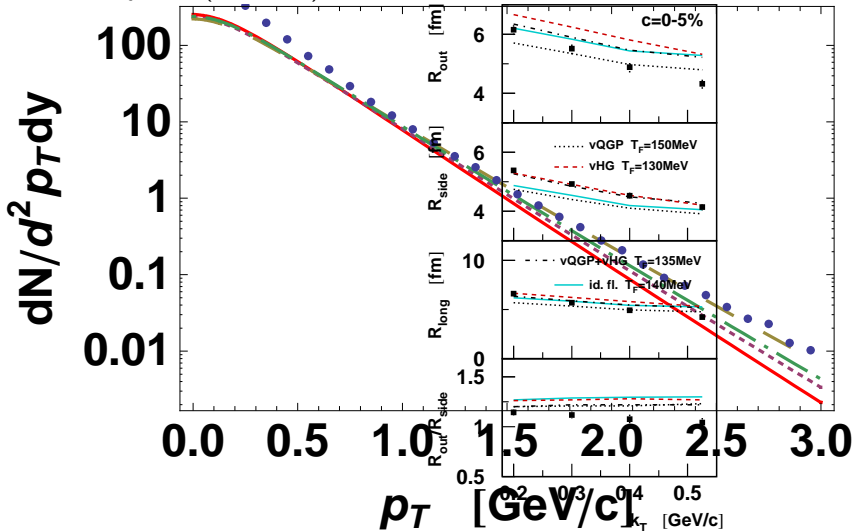 R_out [fm]
6
4
c=0-5%
R_side [fm]
6
4
vQGP T_F=150MeV
vHG T_F=130MeV
R_long [fm]
10
0
vQGP+vHG T_F=135MeV
id. fl. T_F=140MeV
R_out/R_side
1.5
1
0.5
0.2 0.3 0.4 0.5
k_T [GeV/c]
dN/d² p_T dy
100
10
1
0.1
0.01
0.0 0.5 1.0 1.5 2.0 2.5 3.0
p_T [GeV/c]